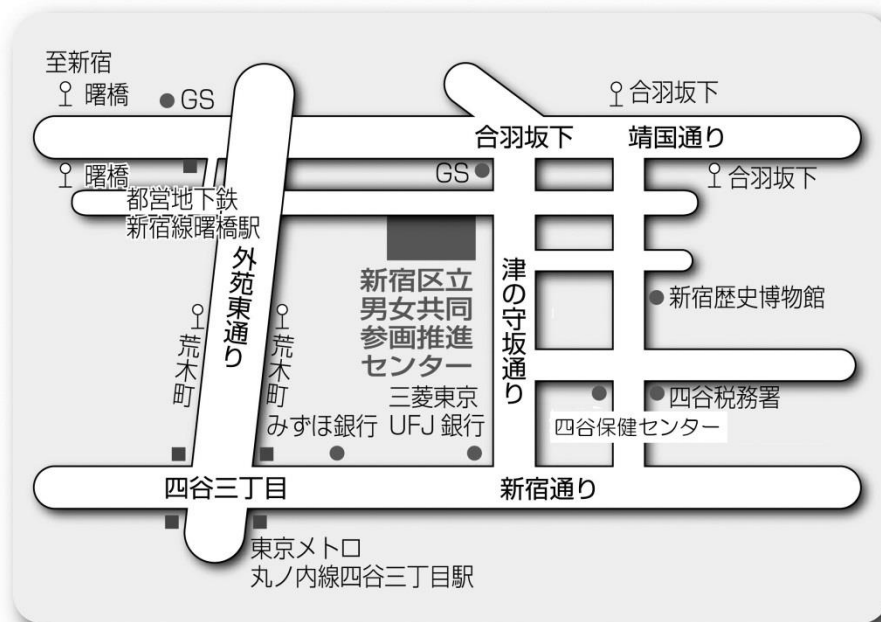 至新宿
曙橋
GS
合羽坂下
合羽坂下
靖国通り
曙橋
GS
合羽坂下
都営地下鉄
新宿線曙橋駅
外苑東通り
新宿区立
男女共同
参画推進
センター
津の守坂通り
新宿歴史博物館
荒木町
荒木町
三菱東京
UFJ 銀行
みずほ銀行
四谷税務署
四谷保健センター
四谷三丁目
新宿通り
東京メトロ
丸ノ内線四谷三丁目駅